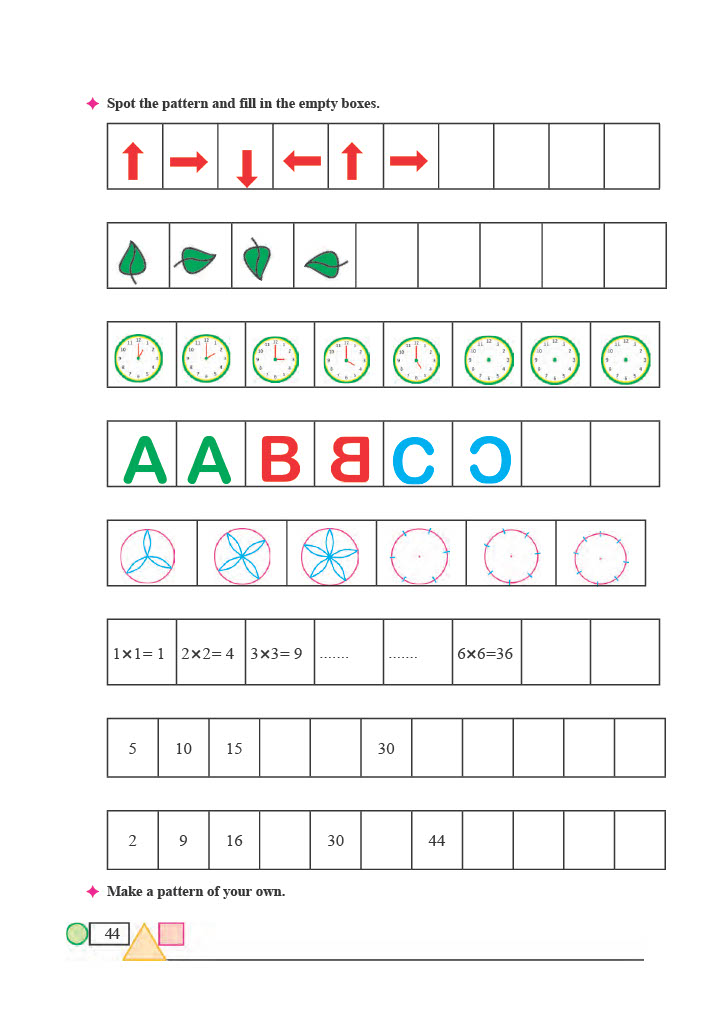 Spot the pattern and fill in the empty boxes.
A A B B C C
1×1= 1 2×2= 4 3×3= 9 ....... ....... 6×6=36
5 10 15 30
2 9 16 30 44
Make a pattern of your own.
44